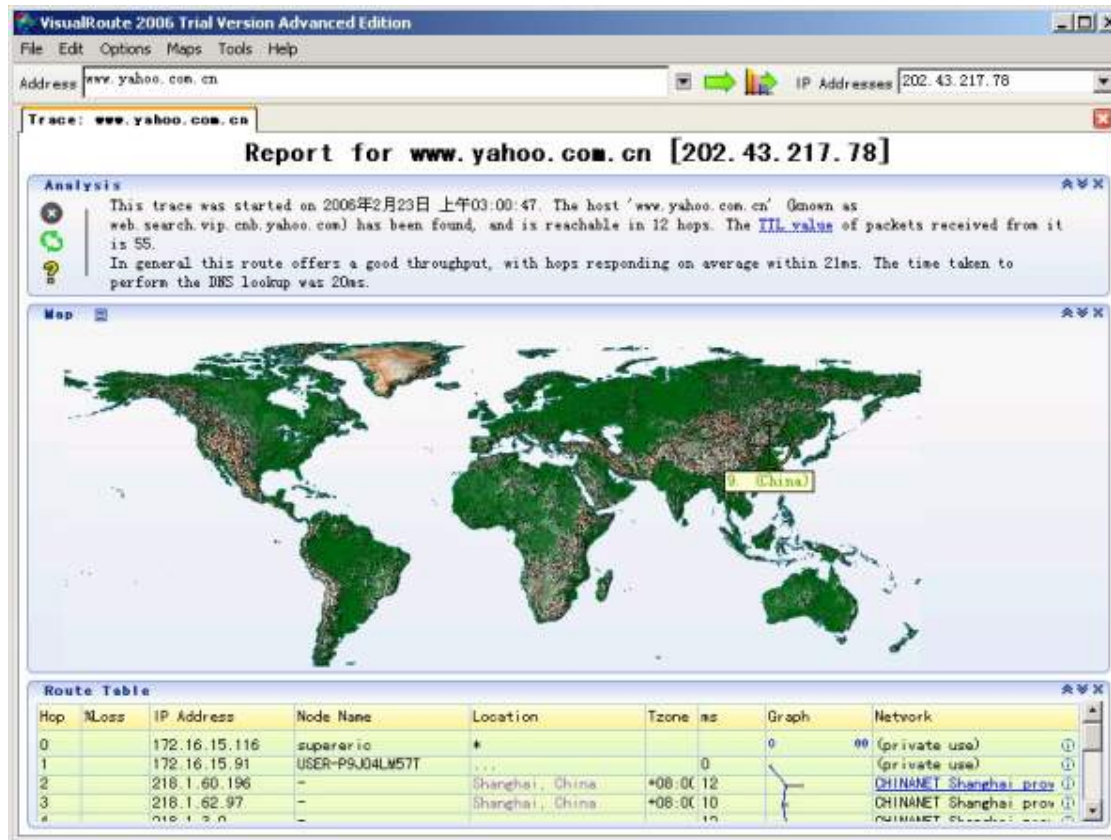 VisualRoute 2006 Trial Version Advanced Edition
File Edit Options Maps Tools Help
Address www.yahoo.com.cn IP Addresses 202.43.217.78
Trace: www.yahoo.com.cn
Report for www.yahoo.com.cn [202.43.217.78]
Analysis
This trace was started on 2006年2月23日 上午03:00:47. The host 'www.yahoo.com.cn' (known as
web.search.vip.cnb.yahoo.com) has been found, and is reachable in 12 hops. The TTL value of packets received from it
is 55.
In general this route offers a good throughput, with hops responding on average within 21ms. The time taken to
perform the DNS lookup was 20ms.
Map
9. (China)
Route Table
Hop %Loss IP Address Node Name Location Tzone ms Graph Network
0 172.16.15.116 supereric * 0 (private use)
1 172.16.15.91 USER-P9J04LW57T ... 0 (private use)
2 218.1.60.196 - Shanghai, China +08:0( 12 CHINANET Shanghai prov
3 218.1.62.97 - Shanghai, China +08:0( 10 CHINANET Shanghai prov